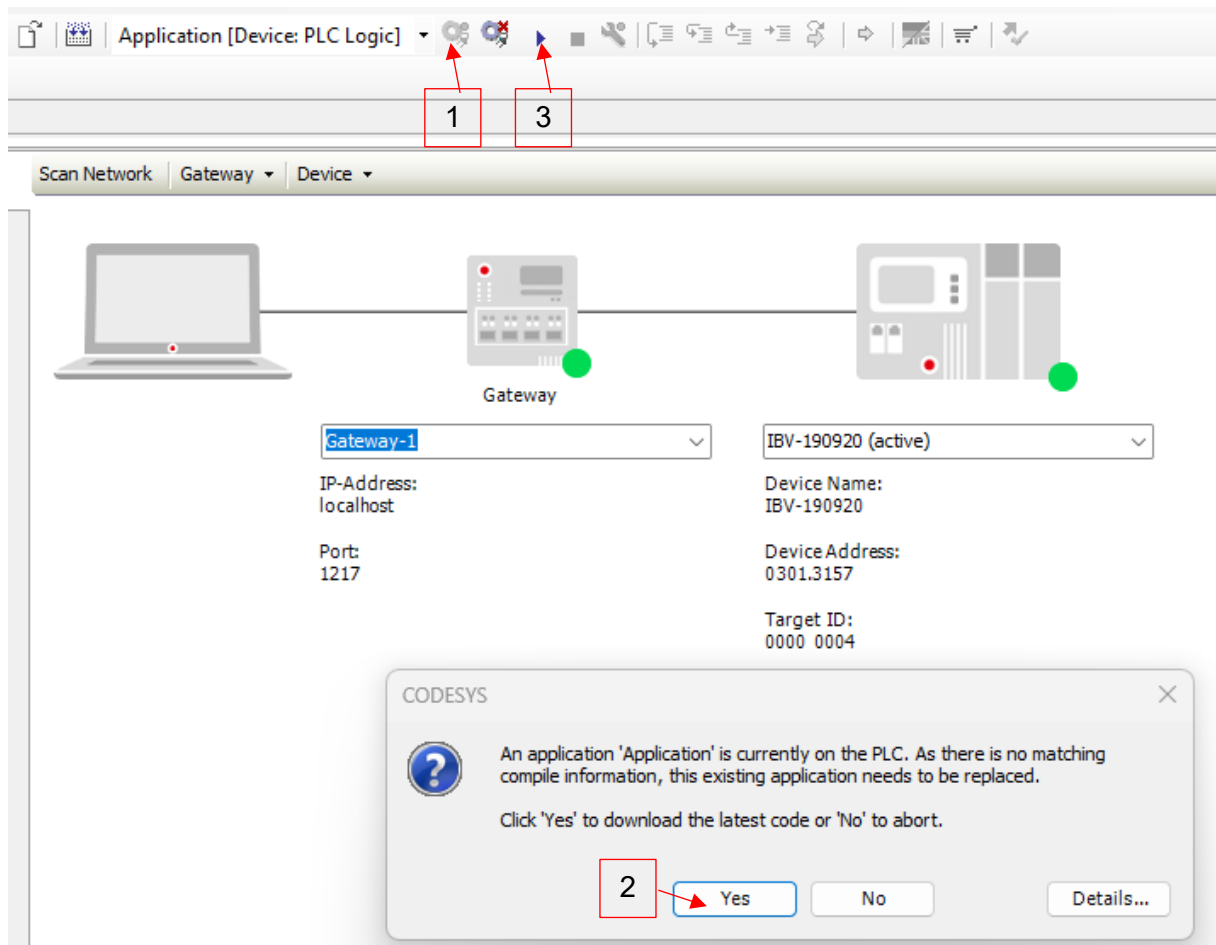 Application [Device: PLC Logic]
1
3
Scan Network Gateway Device
Gateway
Gateway-1
IBV-190920 (active)
IP-Address:
localhost
Device Name:
IBV-190920
Port:
1217
Device Address:
0301.3157
Target ID:
0000 0004
CODESYS
An application 'Application' is currently on the PLC. As there is no matching
compile information, this existing application needs to be replaced.
Click 'Yes' to download the latest code or 'No' to abort.
2
Yes No Details...